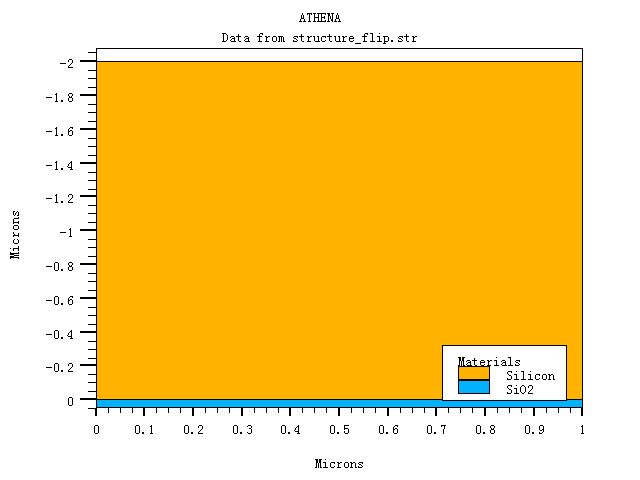 ATHENA
Data from structure_flip.str
-2
-1.8
-1.6
-1.4
-1.2
-1
-0.8
-0.6
-0.4
-0.2
0
Microns
Materials
Silicon
SiO2
0 0.1 0.2 0.3 0.4 0.5 0.6 0.7 0.8 0.9 1
Microns